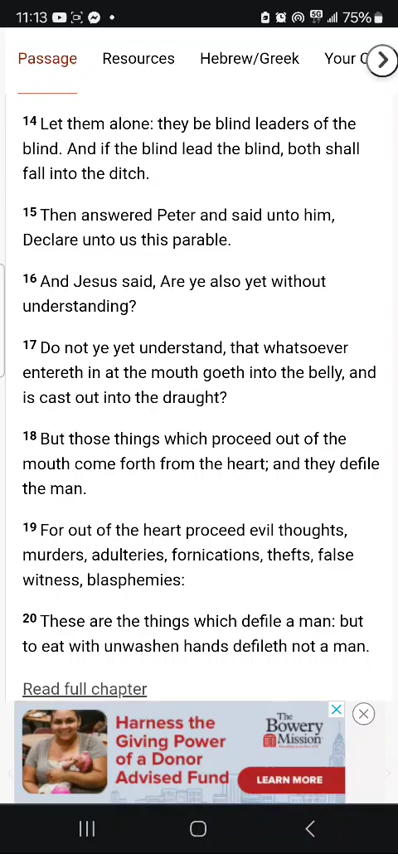 11:13
5G
75%
Passage Resources Hebrew/Greek Your
14 Let them alone: they be blind leaders of the
blind. And if the blind lead the blind, both shall
fall into the ditch.
15 Then answered Peter and said unto him,
Declare unto us this parable.
16 And Jesus said, Are ye also yet without
understanding?
17 Do not ye yet understand, that whatsoever
entereth in at the mouth goeth into the belly, and
is cast out into the draught?
18 But those things which proceed out of the
mouth come forth from the heart; and they defile
the man.
19 For out of the heart proceed evil thoughts,
murders, adulteries, fornications, thefts, false
witness, blasphemies:
20 These are the things which defile a man: but
to eat with unwashen hands defileth not a man.
Read full chapter
Harness the
Giving Power
of a Donor
Advised Fund
The
Bowery
Mission
LEARN MORE